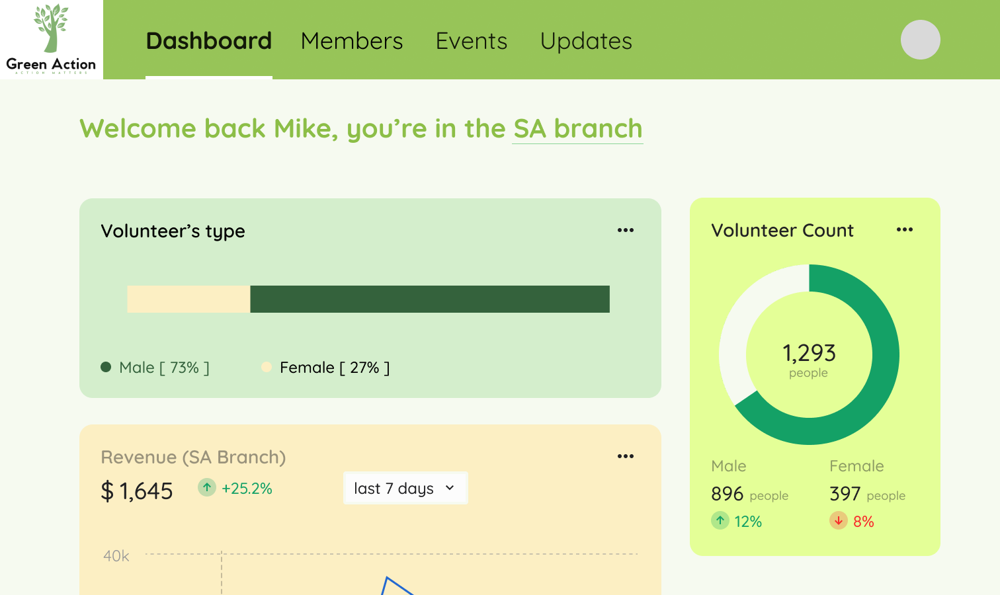 Green Action
ACTION MATTERS
Dashboard Members Events Updates
Welcome back Mike, you’re in the SA branch
Volunteer’s type
Male [ 73% ] Female [ 27% ]
Volunteer Count
1,293
people
Male Female
896 people 397 people
12% 8%
Revenue (SA Branch)
$ 1,645 +25.2% last 7 days
40k